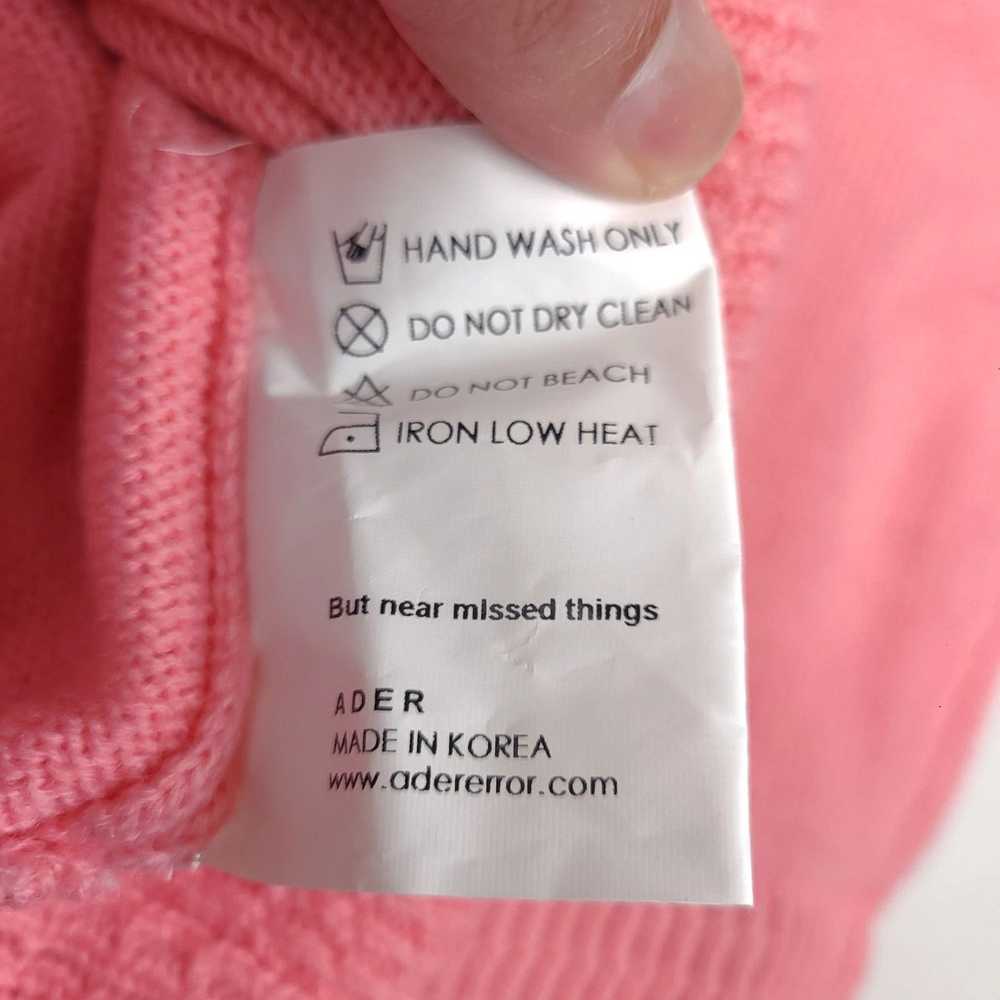 HAND WASH ONLY
DO NOT DRY CLEAN
DO NOT BEACH
IRON LOW HEAT
But near missed things
ADER
MADE IN KOREA
www.adererror.com